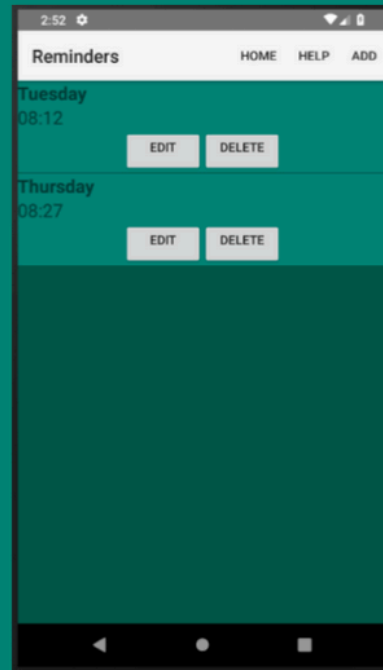 2:52
Reminders HOME HELP ADD
Tuesday
08:12
EDIT DELETE
Thursday
08:27
EDIT DELETE